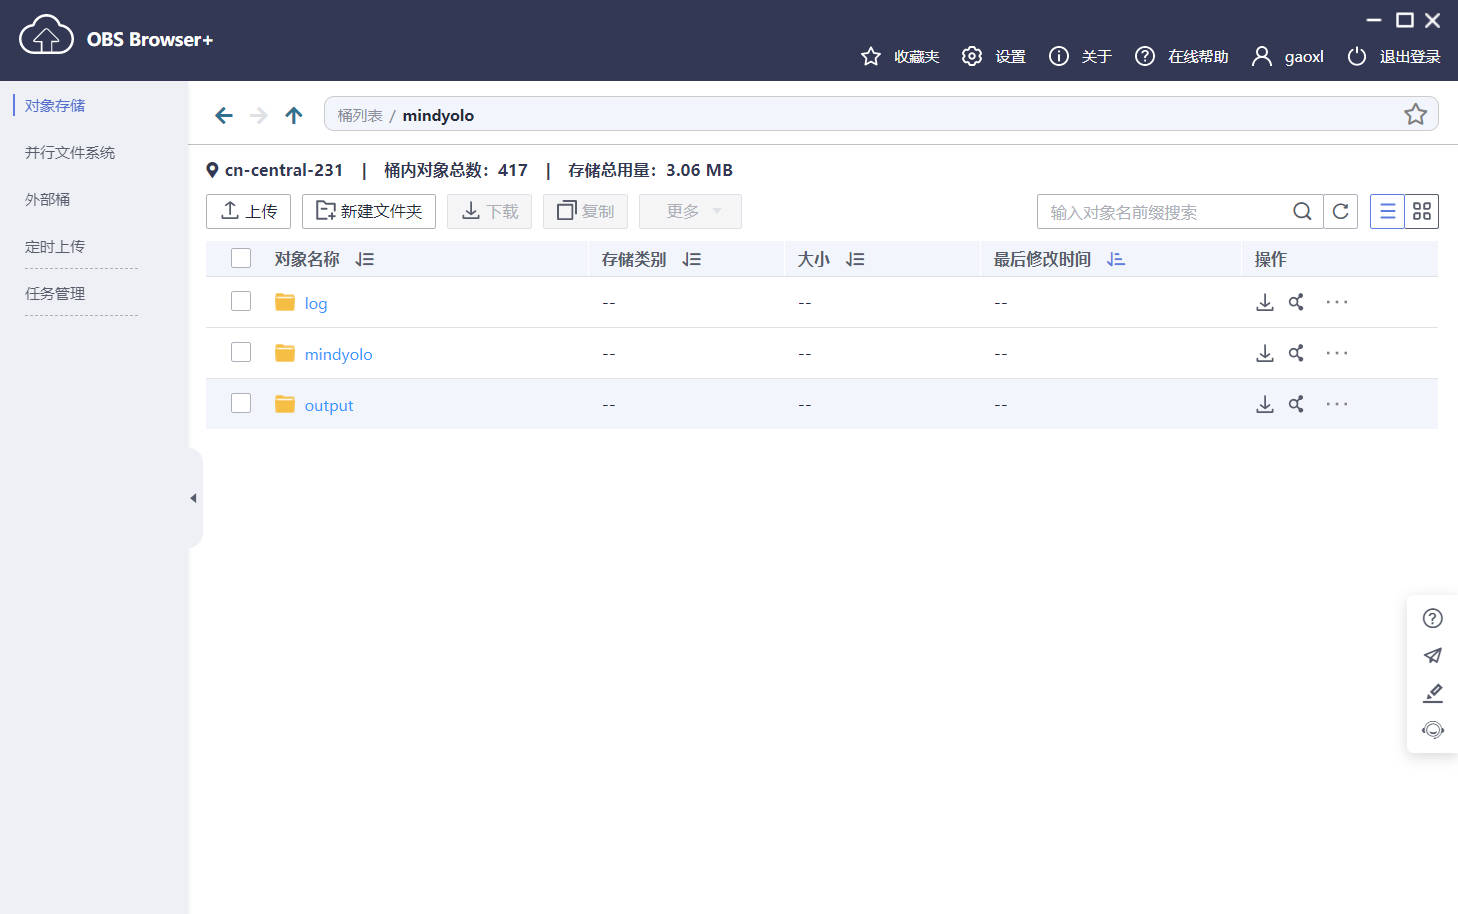 OBS Browser+
收藏夹 设置 关于 在线帮助 gaoxl 退出登录
对象存储
并行文件系统
外部桶
定时上传
任务管理
桶列表 / mindyolo
cn-central-231 | 桶内对象总数：417 | 存储总用量：3.06 MB
上传 新建文件夹 下载 复制 更多 输入对象名前缀搜索
对象名称 存储类别 大小 最后修改时间 操作
log -- -- --
mindyolo -- -- --
output -- -- --